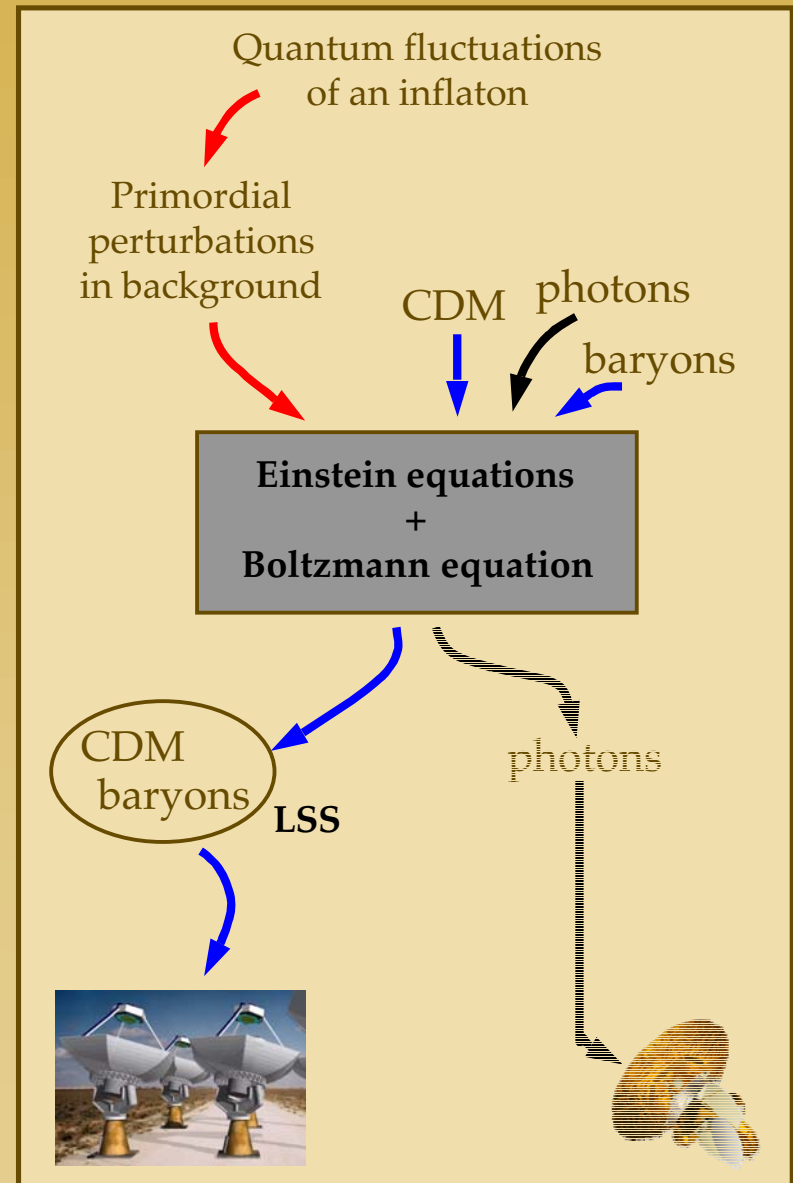 Quantum fluctuations
of an inflaton
Primordial
perturbations
in background
CDM
photons
baryons
Einstein equations
+
Boltzmann equation
CDM
baryons
LSS
photons